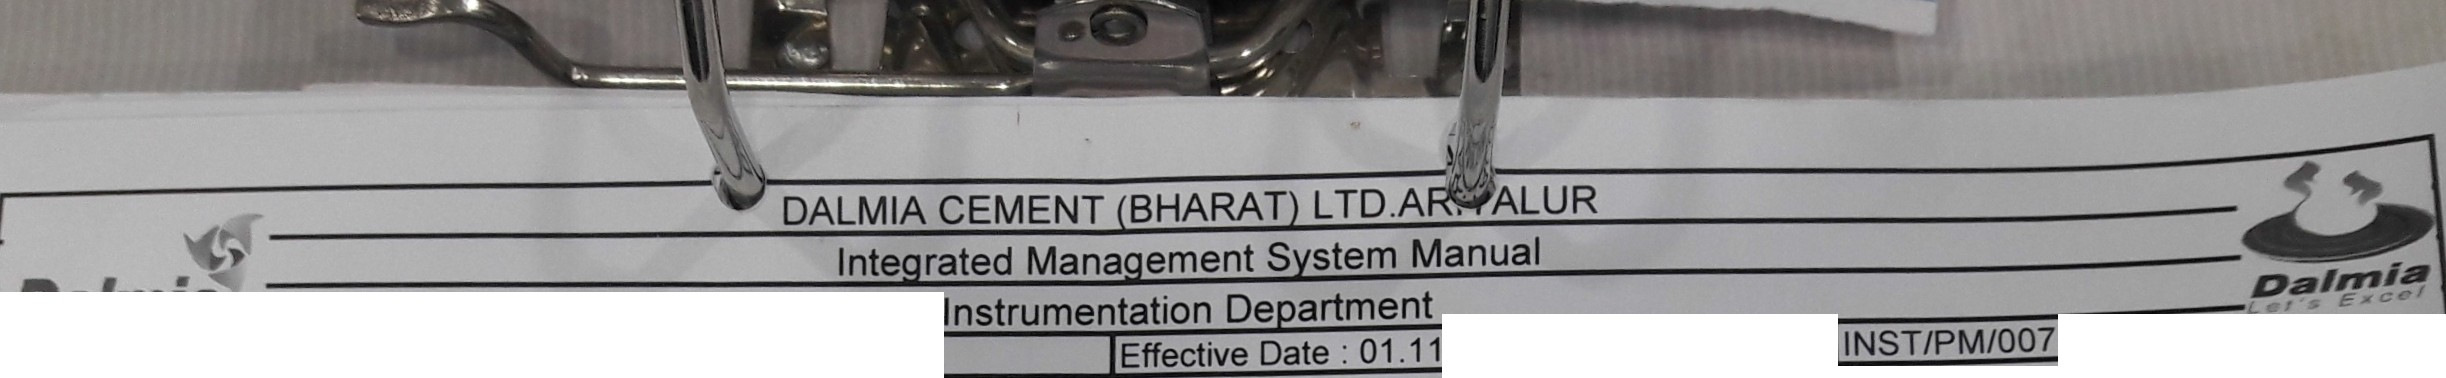 DALMIA CEMENT (BHARAT) LTD.
Integrated Management System Manual
Dalmia
Let's Excel
Instrumentation Department
Effective Date : 01.11
INST/PM/007